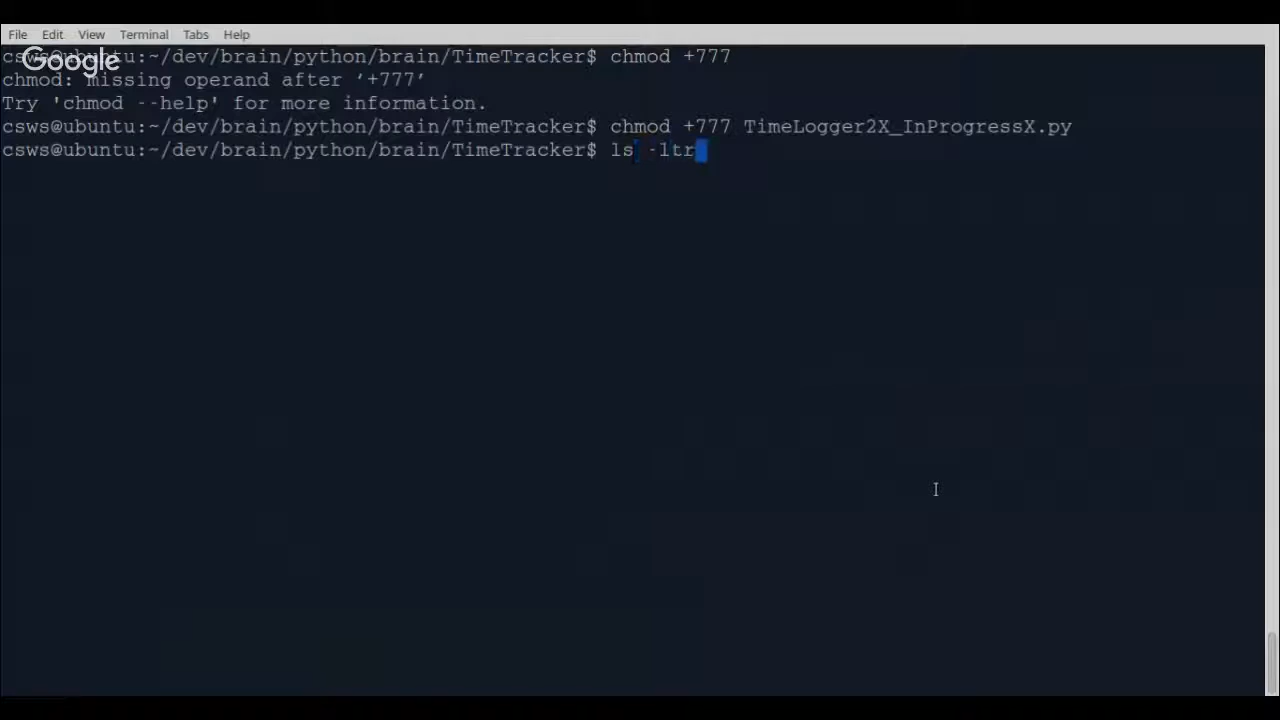 File Edit View Terminal Tabs Help
Google
csws@ubuntu:~/dev/brain/python/brain/TimeTracker$ chmod +777
chmod: missing operand after ‘+777’
Try 'chmod --help' for more information.
csws@ubuntu:~/dev/brain/python/brain/TimeTracker$ chmod +777 TimeLogger2X_InProgressX.py
csws@ubuntu:~/dev/brain/python/brain/TimeTracker$ ls -ltr